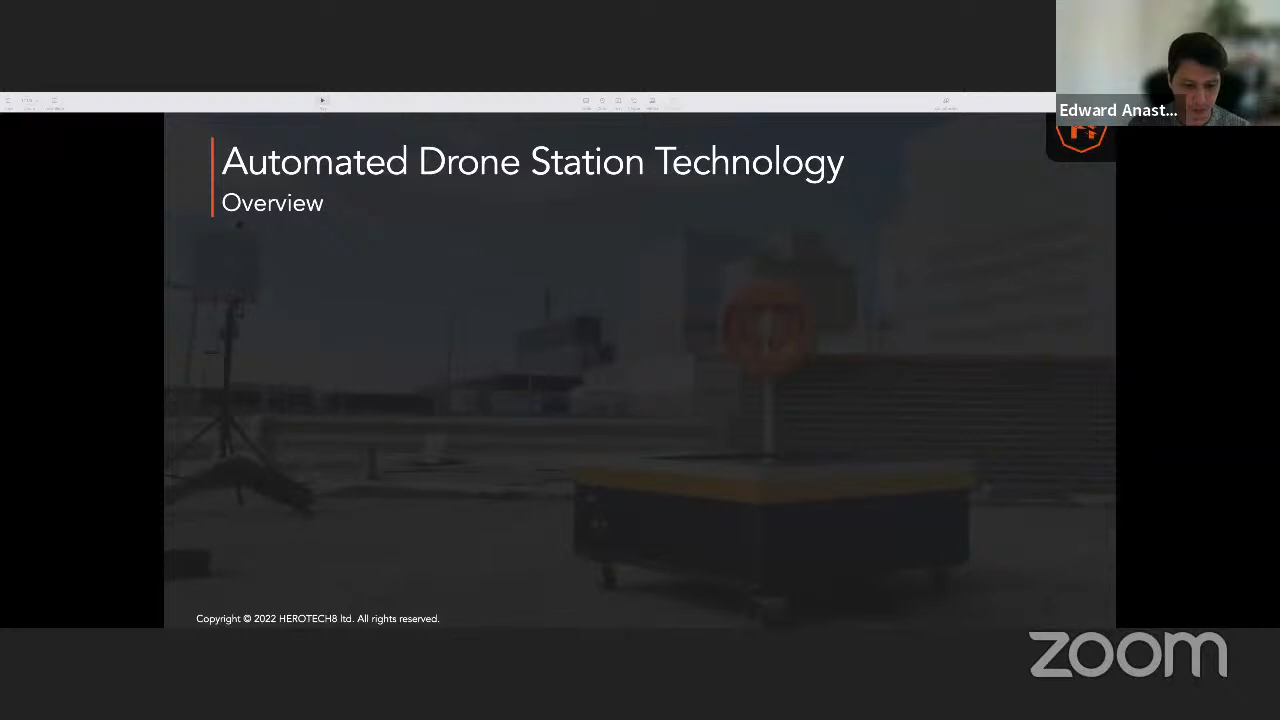 Edward Anast...
Automated Drone Station Technology
Overview
Copyright © 2022 HEROTECH8 ltd. All rights reserved.
zoom